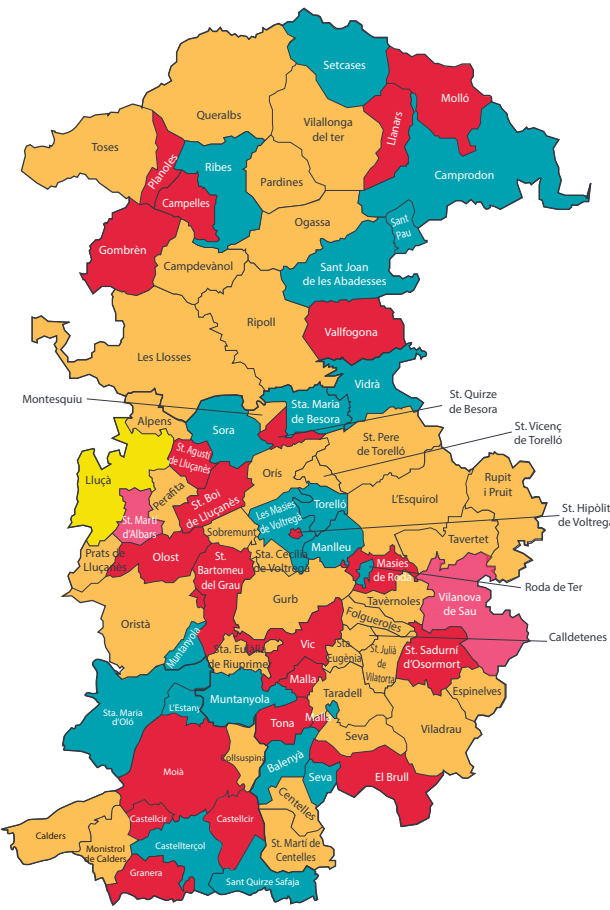 Setcases
Molló
Queralbs
Vilallonga
del ter
Llanars
Toses
Planoles
Ribes
Pardines
Camprodon
Campelles
Ogassa
Sant
Pau
Gombrèn
Campdevànol
Sant Joan
de les Abadesses
Ripoll
Vallfogona
Les Llosses
Vidrà
Montesquiu
St. Quirze
de Besora
Sta. Maria
de Besora
Alpens
Sora
St. Vicenç
de Torelló
St. Pere
de Torelló
St. Agustí
de Lluçanès
Lluçà
Orís
Rupit
i Pruit
Perafita
St. Boi
de Lluçanès
L'Esquirol
Torelló
Les Masies
de Voltregà
St. Hipòlit
de Voltregà
St. Martí
d'Albars
Sobremunt
Tavertet
Manlleu
Prats de
Lluçanès
Olost
St.
Bartomeu
del Grau
Sta. Cecília
de Voltregà
Masies
de Roda
Roda de Ter
Vilanova
de Sau
Gurb
Tavèrnoles
Folgueroles
Oristà
Calldetenes
Muntanyola
Sta. Eulàlia
de Riuprimer
Vic
Sta.
Eugènia
St. Julià
de
Vilatorta
St. Sadurní
d'Osormort
Malla
Espinelves
Muntanyola
Taradell
L'Estany
Sta. Maria
d'Oló
Tona
Malla
Viladrau
Seva
Collsuspina
Balenyà
Moià
Seva
El Brull
Centelles
Castellcir
Castellcir
Calders
Monistrol
de Calders
Castellterçol
St. Martí de
Centelles
Granera
Sant Quirze Safaja